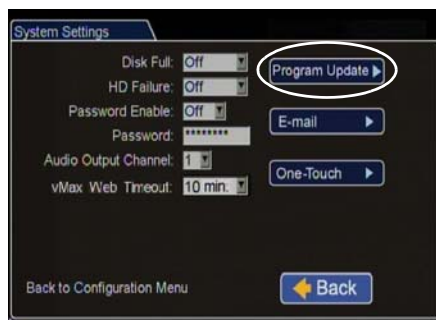 System Settings
Disk Full: Off
Program Update
HD Failure: Off
Password Enable: Off
E-mail
Password: ********
Audio Output Channel: 1
One-Touch
vMax Web Timeout: 10 min.
Back to Configuration Menu
Back